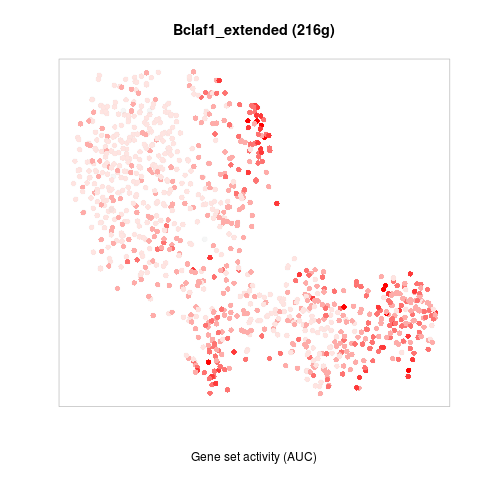 Bclaf1_extended (216g)
Gene set activity (AUC)